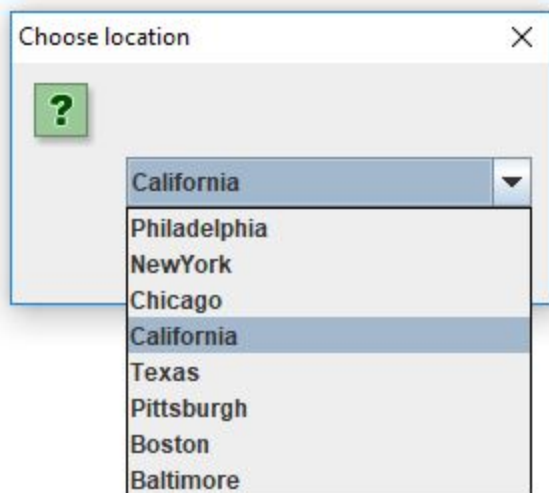 Choose location
?
California
Philadelphia
NewYork
Chicago
California
Texas
Pittsburgh
Boston
Baltimore